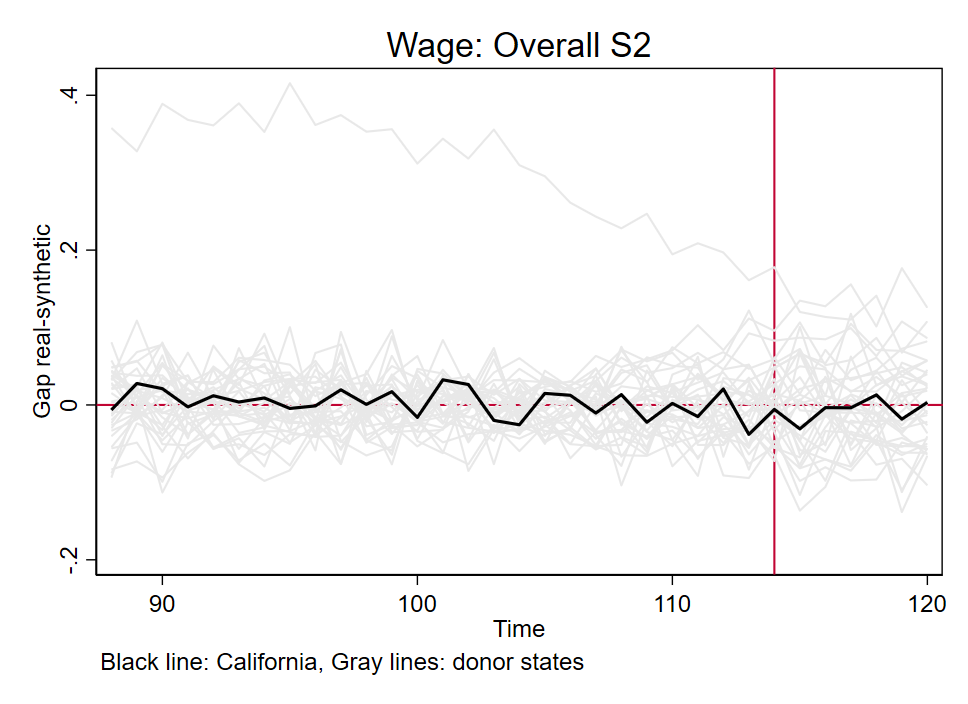 Wage: Overall S2
Gap real-synthetic
.4
.2
0
-.2
90 100 110 120
Time
Black line: California, Gray lines: donor states